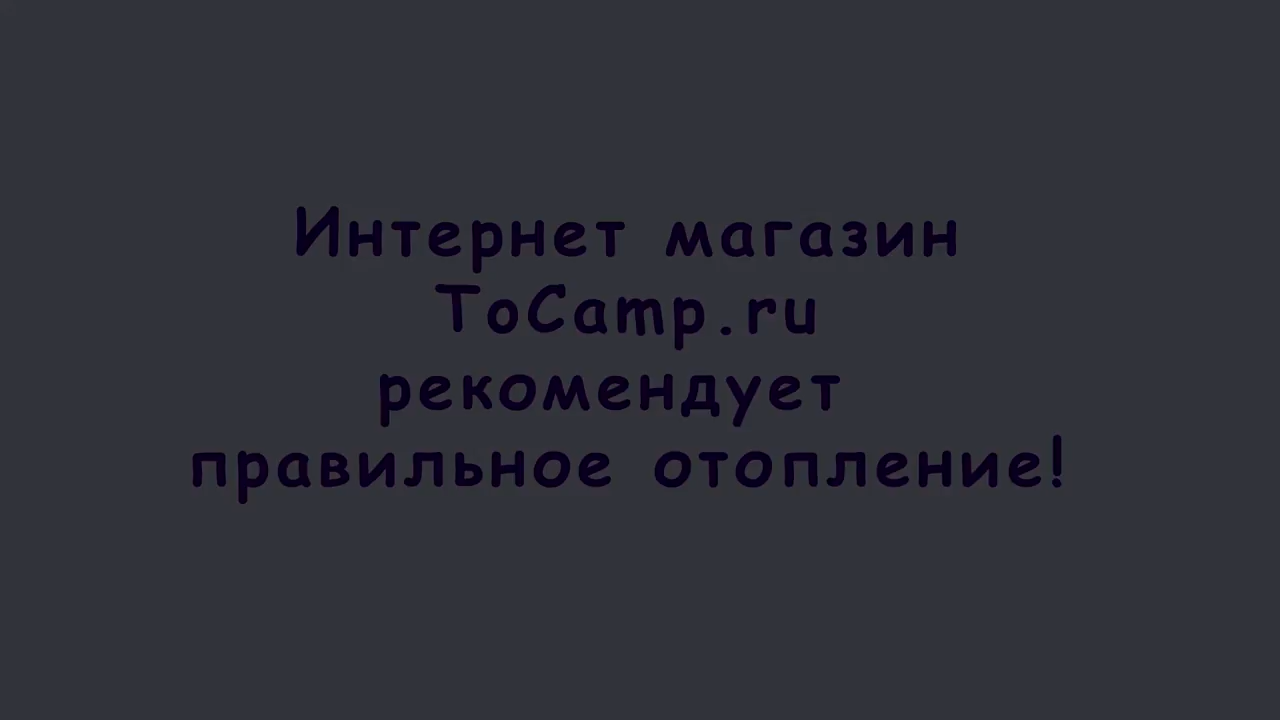 Интернет магазин
ToCamp.ru
рекомендует
правильное отопление!